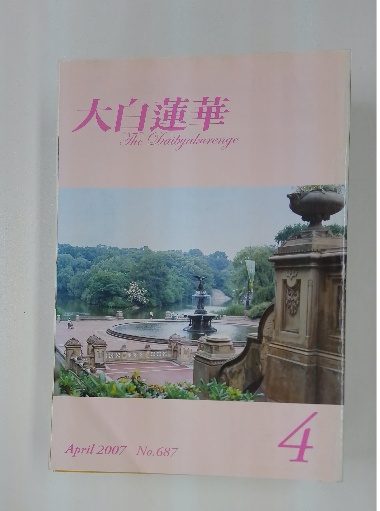 大白蓮華
The Daibyakurenge
April 2007 No.687
4